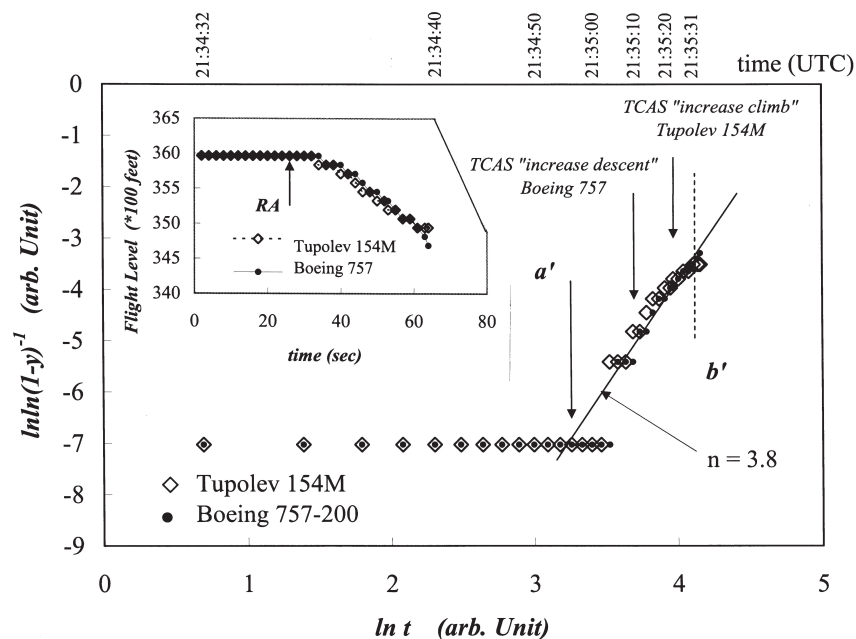 21:34:32
21:34:40
21:34:50
21:35:00
21:35:10
21:35:20
21:35:31
time (UTC)
0
-1
-2
-3
-4
-5
-6
-7
-8
-9
lnln(1-y)⁻¹ (arb. Unit)
365
360
355
350
345
340
Flight Level (*100 feet)
RA
Tupolev 154M
Boeing 757
0
20
40
60
80
time (sec)
TCAS "increase climb"
Tupolev 154M
TCAS "increase descent"
Boeing 757
a'
b'
n = 3.8
Tupolev 154M
Boeing 757-200
0
1
2
3
4
5
ln t (arb. Unit)